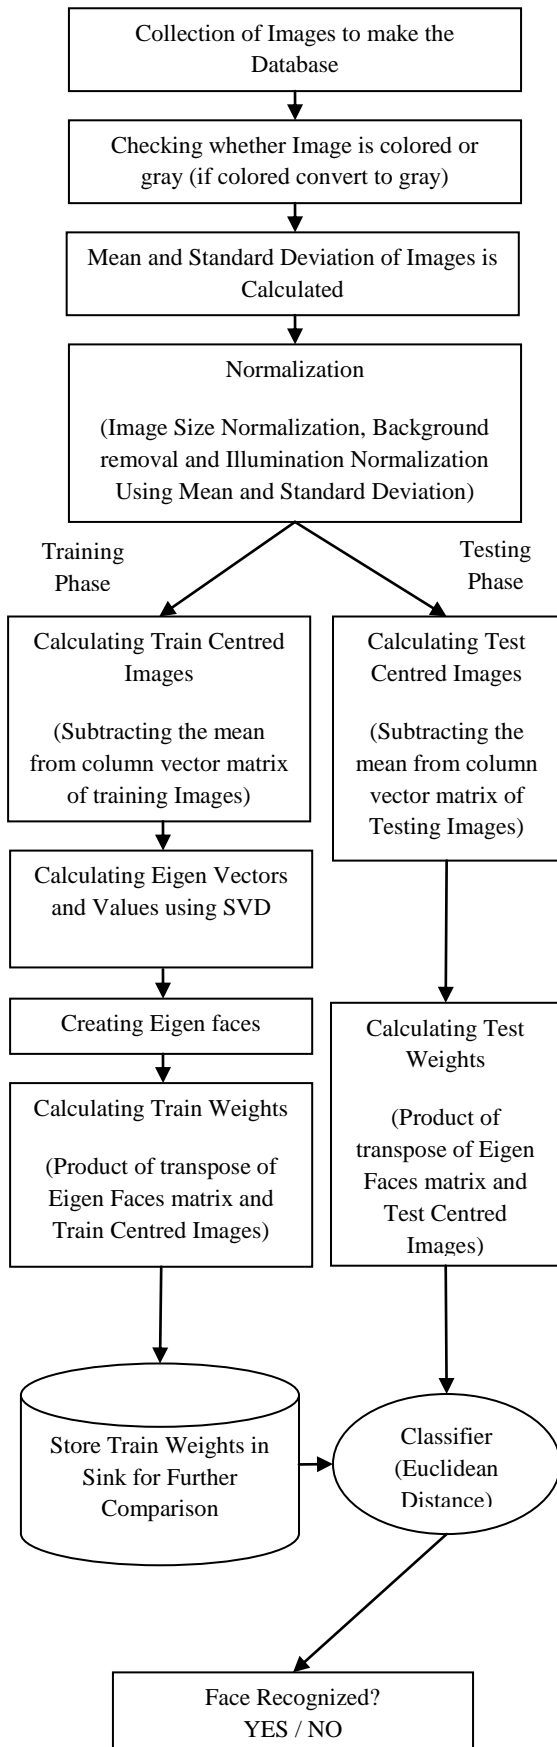 Collection of Images to make the
Database
Checking whether Image is colored or
gray (if colored convert to gray)
Mean and Standard Deviation of Images is
Calculated
Normalization
(Image Size Normalization, Background
removal and Illumination Normalization
Using Mean and Standard Deviation)
Training
Phase
Testing
Phase
Calculating Train Centred
Images
(Subtracting the mean
from column vector matrix
of training Images)
Calculating Test
Centred Images
(Subtracting the
mean from column
vector matrix of
Testing Images)
Calculating Eigen Vectors
and Values using SVD
Creating Eigen faces
Calculating Train Weights
(Product of transpose of
Eigen Faces matrix and
Train Centred Images)
Calculating Test
Weights
(Product of
transpose of Eigen
Faces matrix and
Test Centred
Images)
Store Train Weights in
Sink for Further
Comparison
Classifier
(Euclidean
Distance)
Face Recognized?
YES / NO